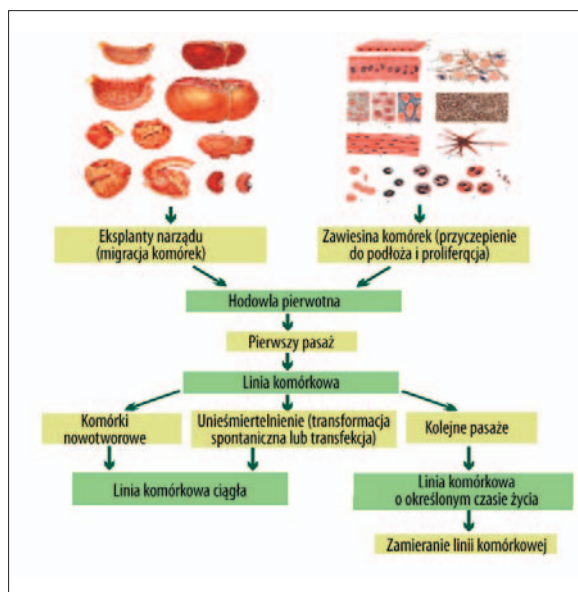 Eksplanty narządu
(migracja komórek)
Zawiesina komórek (przyczepienie
do podłoża i proliferqcja)
Hodowla pierwotna
Pierwszy pasaż
Linia komórkowa
Komórki
nowotworowe
Unieśmiertelnienie (transformacja
spontaniczna lub transfekcja)
Kolejne pasaże
Linia komórkowa ciągła
Linia komórkowa
o określonym czasie życia
Zamieranie linii komórkowej